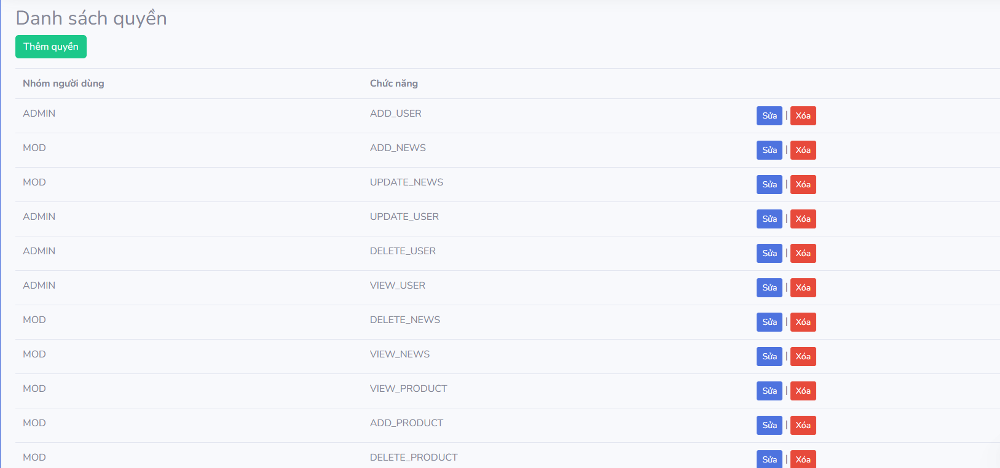 Danh sách quyền
Thêm quyền
Nhóm người dùng Chức năng
ADMIN ADD_USER Sửa | Xóa
MOD ADD_NEWS Sửa | Xóa
MOD UPDATE_NEWS Sửa | Xóa
ADMIN UPDATE_USER Sửa | Xóa
ADMIN DELETE_USER Sửa | Xóa
ADMIN VIEW_USER Sửa | Xóa
MOD DELETE_NEWS Sửa | Xóa
MOD VIEW_NEWS Sửa | Xóa
MOD VIEW_PRODUCT Sửa | Xóa
MOD ADD_PRODUCT Sửa | Xóa
MOD DELETE_PRODUCT Sửa | Xóa